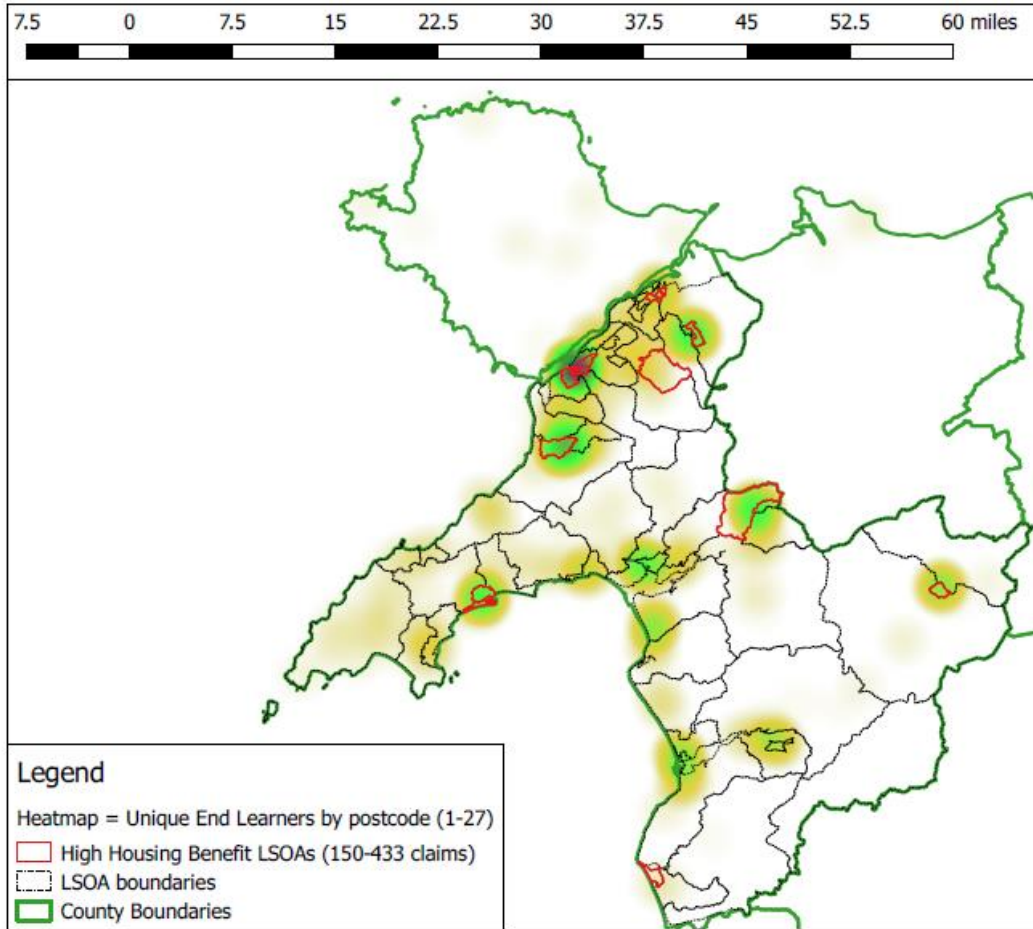 7.5 0 7.5 15 22.5 30 37.5 45 52.5 60 miles
Legend
Heatmap = Unique End Learners by postcode (1-27)
High Housing Benefit LSOAs (150-433 claims)
LSOA boundaries
County Boundaries